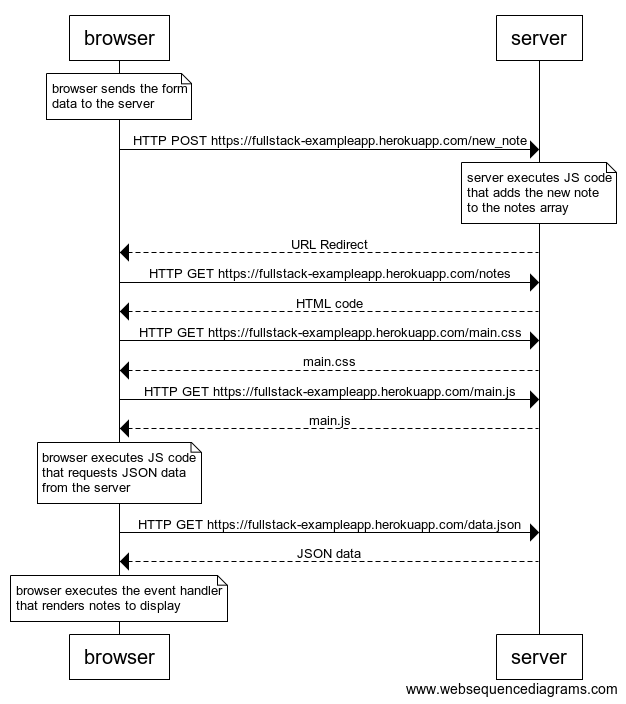 browser
server
browser sends the form
data to the server
HTTP POST https://fullstack-exampleapp.herokuapp.com/new_note
server executes JS code
that adds the new note
to the notes array
URL Redirect
HTTP GET https://fullstack-exampleapp.herokuapp.com/notes
HTML code
HTTP GET https://fullstack-exampleapp.herokuapp.com/main.css
main.css
HTTP GET https://fullstack-exampleapp.herokuapp.com/main.js
main.js
browser executes JS code
that requests JSON data
from the server
HTTP GET https://fullstack-exampleapp.herokuapp.com/data.json
JSON data
browser executes the event handler
that renders notes to display
browser
server
www.websequencediagrams.com